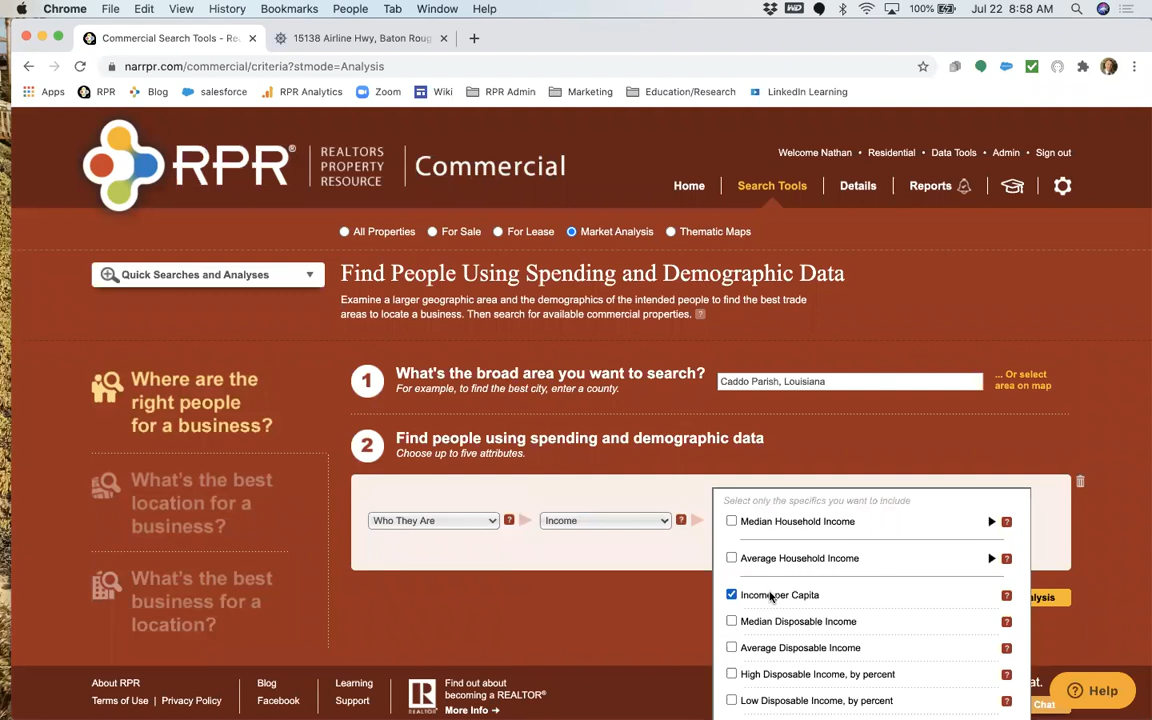 Chrome File Edit View History Bookmarks People Tab Window Help
WD 100% Jul 22 8:58 AM
Commercial Search Tools - Re
15138 Airline Hwy, Baton Roug
narrpr.com/commercial/criteria?stmode=Analysis
Apps RPR Blog salesforce RPR Analytics Zoom Wiki RPR Admin Marketing Education/Research LinkedIn Learning
RPR® REALTORS PROPERTY RESOURCE Commercial
Welcome Nathan • Residential • Data Tools • Admin • Sign out
Home Search Tools Details Reports
All Properties For Sale For Lease Market Analysis Thematic Maps
Quick Searches and Analyses
Find People Using Spending and Demographic Data
Examine a larger geographic area and the demographics of the intended people to find the best trade
areas to locate a business. Then search for available commercial properties. ?
Where are the
right people
for a business?
What's the best
location for a
business?
What's the best
business for a
location?
1 What's the broad area you want to search?
For example, to find the best city, enter a county.
Caddo Parish, Louisiana
... Or select
area on map
2 Find people using spending and demographic data
Choose up to five attributes.
Who They Are ? Income ?
Select only the specifics you want to include
Median Household Income ?
Average Household Income ?
Income per Capita ?
Median Disposable Income ?
Average Disposable Income ?
High Disposable Income, by percent ?
Low Disposable Income, by percent ?
alysis
About RPR Blog Learning
Terms of Use Privacy Policy Facebook Support
REALTOR®
Find out about
becoming a REALTOR®
More Info →
at.
Chat
? Help